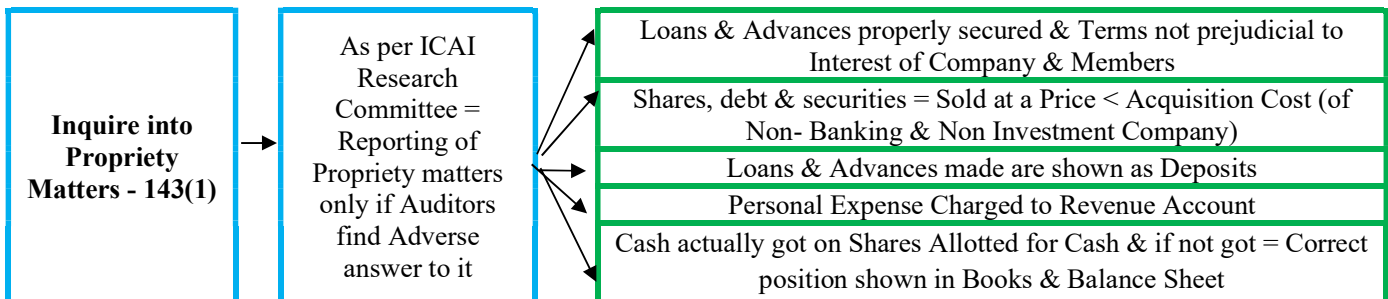 Inquire into
Propriety
Matters - 143(1)
As per ICAI
Research
Committee =
Reporting of
Propriety matters
only if Auditors
find Adverse
answer to it
Loans & Advances properly secured & Terms not prejudicial to
Interest of Company & Members
Shares, debt & securities = Sold at a Price < Acquisition Cost (of
Non- Banking & Non Investment Company)
Loans & Advances made are shown as Deposits
Personal Expense Charged to Revenue Account
Cash actually got on Shares Allotted for Cash & if not got = Correct
position shown in Books & Balance Sheet